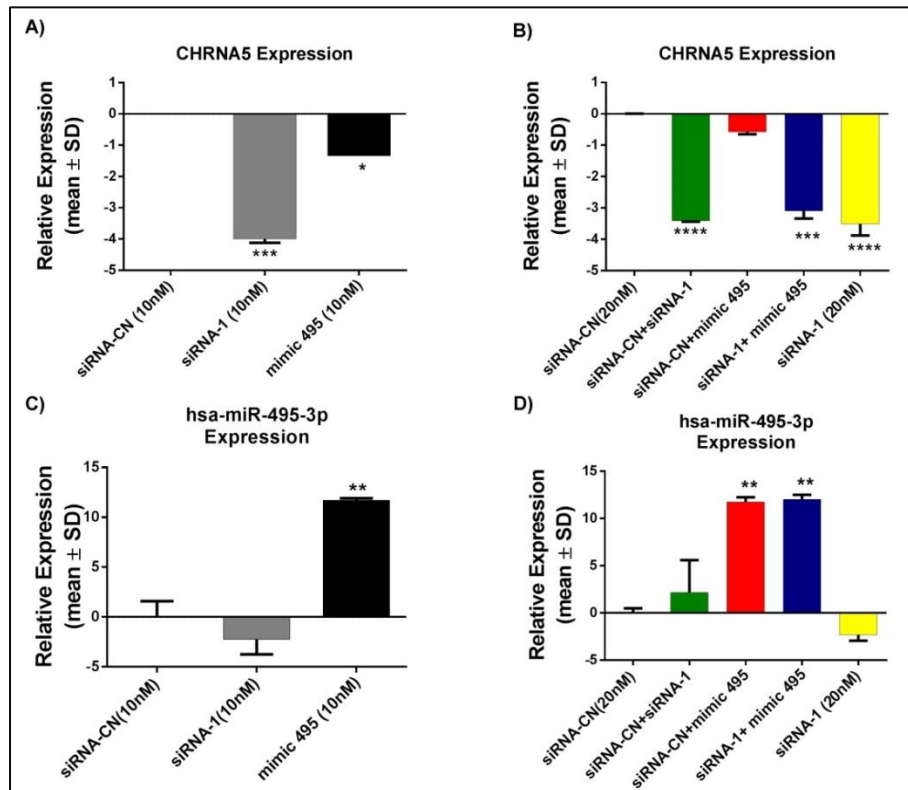 A)
CHRNA5 Expression
Relative Expression
(mean ± SD)
1
0
-1
-2
-3
-4
-5
***
*
siRNA-CN (10nM)
siRNA-1 (10nM)
mimic 495 (10nM)
B)
CHRNA5 Expression
Relative Expression
(mean ± SD)
1
0
-1
-2
-3
-4
-5
****
***
****
siRNA-CN(20nM)
siRNA-CN+siRNA-1
siRNA-CN+mimic 495
siRNA-1+ mimic 495
siRNA-1 (20nM)
C)
hsa-miR-495-3p
Expression
Relative Expression
(mean ± SD)
15
10
5
0
-5
**
siRNA-CN(10nM)
siRNA-1(10nM)
mimic 495 (10nM)
D)
hsa-miR-495-3p
Expression
Relative Expression
(mean ± SD)
15
10
5
0
-5
**
**
siRNA-CN(20nM)
siRNA-CN+siRNA-1
siRNA-CN+mimic 495
siRNA-1+ mimic 495
siRNA-1 (20nM)